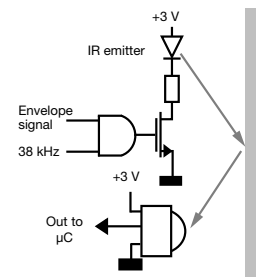 +3 V
IR emitter
Envelope
signal
38 kHz
+3 V
Out to
µC